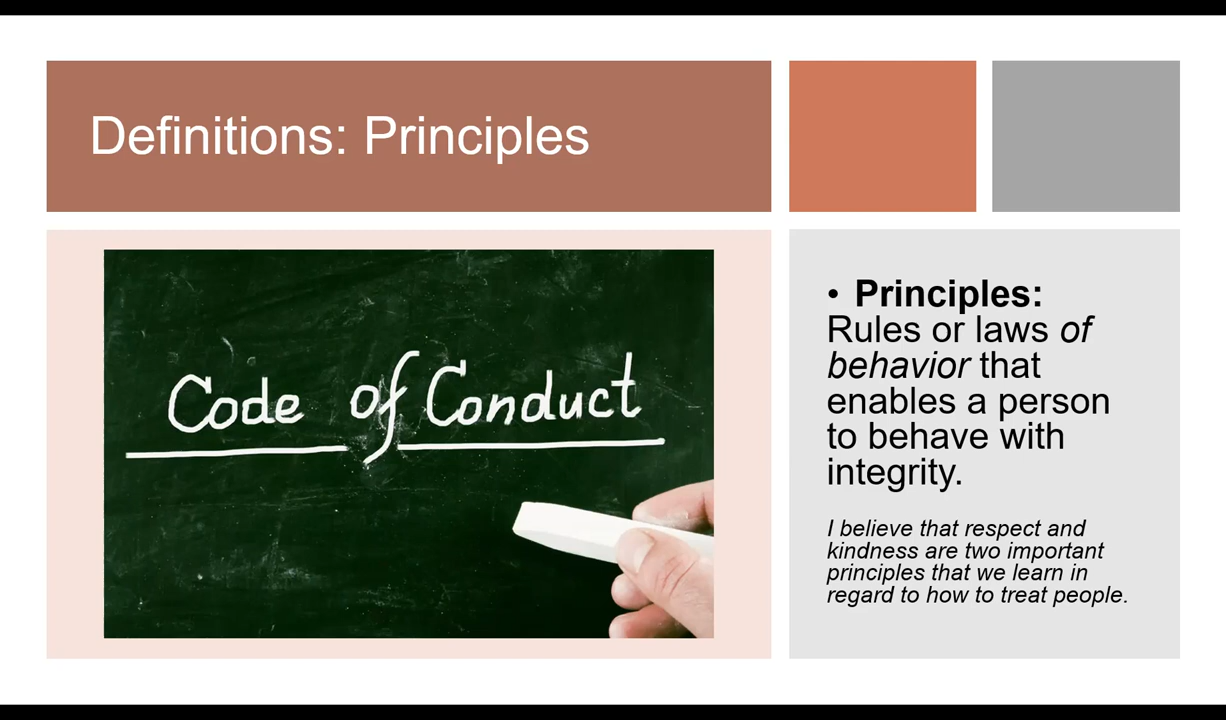 Definitions: Principles
Code of Conduct
• Principles:
Rules or laws of
behavior that
enables a person
to behave with
integrity.
I believe that respect and
kindness are two important
principles that we learn in
regard to how to treat people.